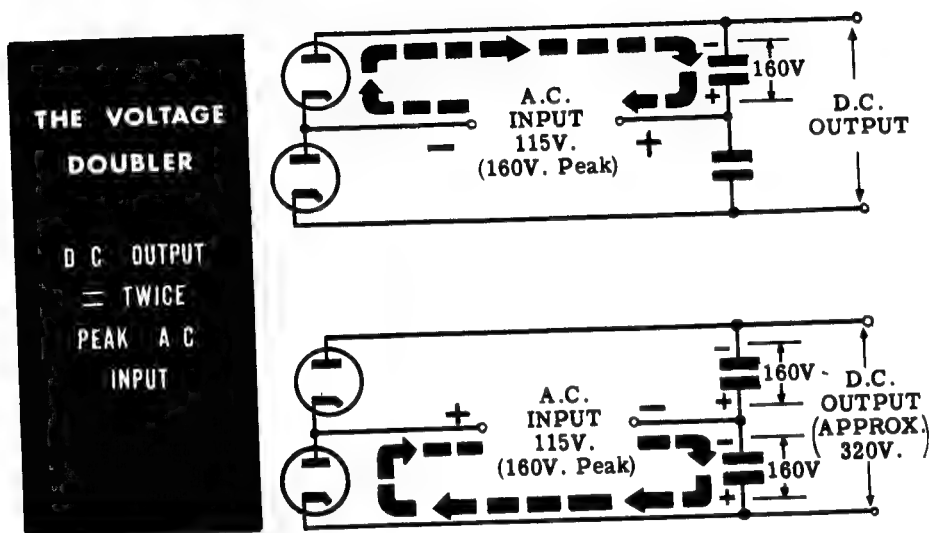 THE VOLTAGE
DOUBLER
D C OUTPUT
= TWICE
PEAK A C
INPUT
A.C.
INPUT
115V.
(160V. Peak)
-
+
-
160V
+
D.C.
OUTPUT
A.C.
INPUT
115V.
(160V. Peak)
+
-
-
160V
+
-
160V
+
D.C.
OUTPUT
(APPROX.)
320V.